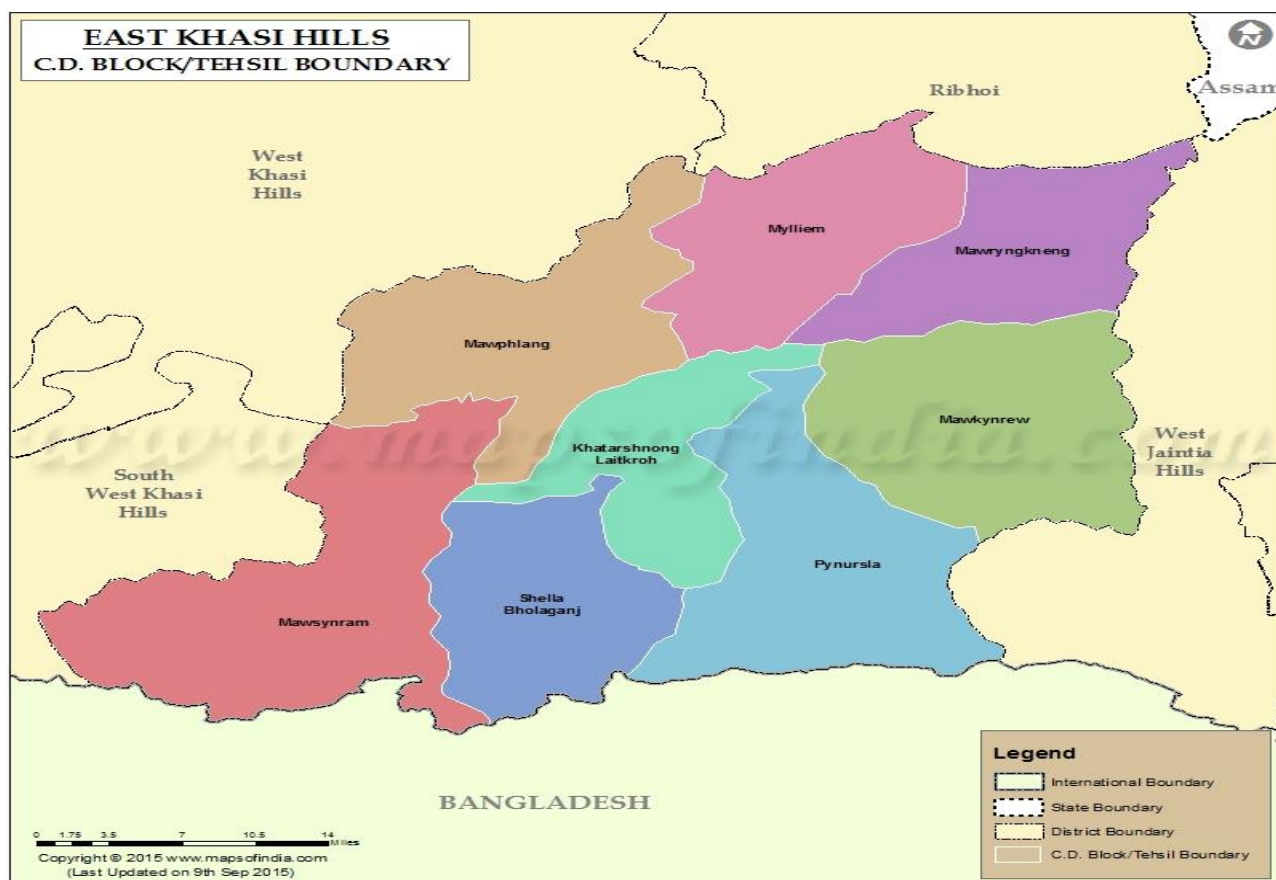 EAST KHASI HILLS
C.D. BLOCK/TEHSIL BOUNDARY
N
Ribhoi
Assam
West
Khasi
Hills
Mylliem
Mawryngkneng
Mawphlang
Mawkynrew
Khatarshnong
Laitkroh
West
Jaintia
Hills
South
West Khasi
Hills
www.mapsofindia.com
Pynursla
Shella
Bholaganj
Mawsynram
BANGLADESH
Legend
International Boundary
State Boundary
District Boundary
C.D. Block/Tehsil Boundary
0 1.75 3.5 7 10.5 14
Miles
Copyright © 2015 www.mapsofindia.com
(Last Updated on 9th Sep 2015)